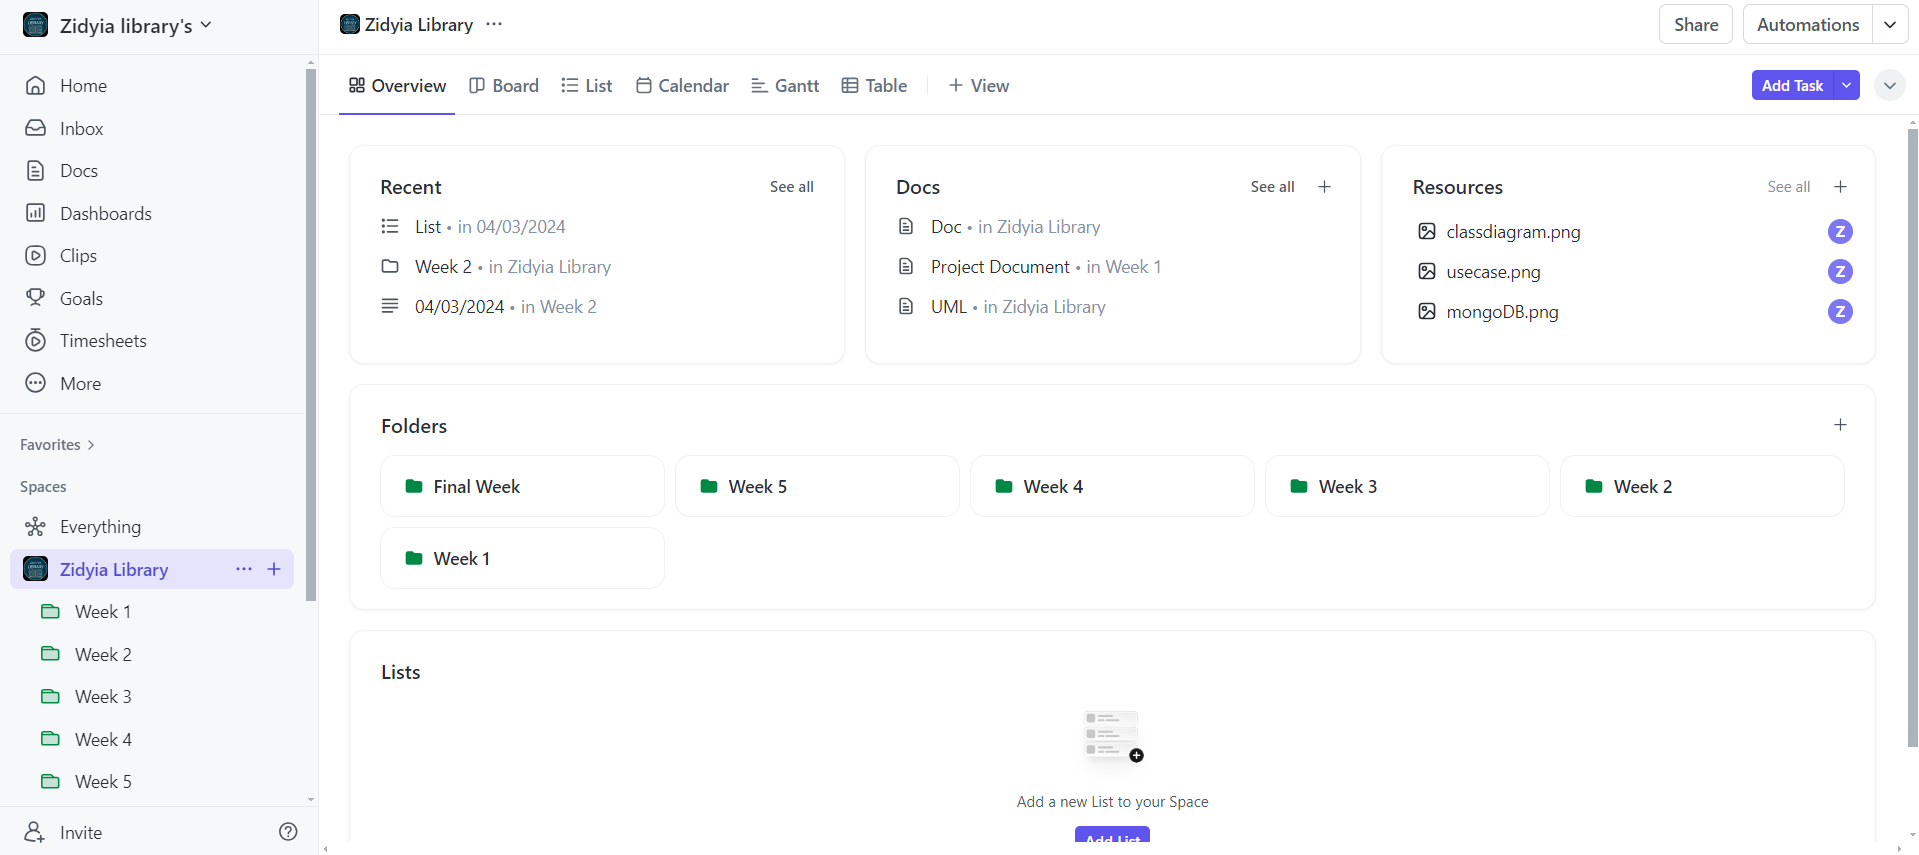 Zidyia library's
Home
Inbox
Docs
Dashboards
Clips
Goals
Timesheets
More
Favorites
Spaces
Everything
Zidyia Library
Week 1
Week 2
Week 3
Week 4
Week 5
Invite
Zidyia Library
Share
Automations
Overview
Board
List
Calendar
Gantt
Table
View
Add Task
Recent
See all
List • in 04/03/2024
Week 2 • in Zidyia Library
04/03/2024 • in Week 2
Docs
See all
Doc • in Zidyia Library
Project Document • in Week 1
UML • in Zidyia Library
Resources
See all
classdiagram.png
Z
usecase.png
Z
mongoDB.png
Z
Folders
Final Week
Week 5
Week 4
Week 3
Week 2
Week 1
Lists
Add a new List to your Space
Add List